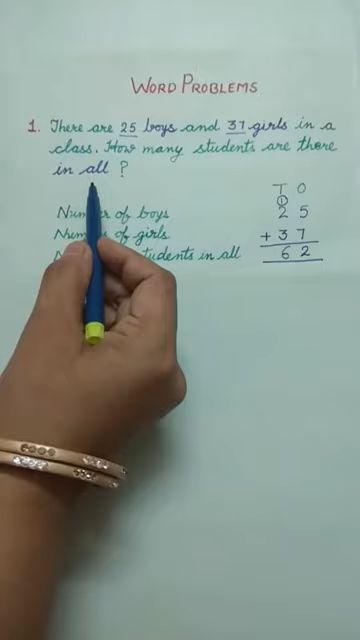 WORD PROBLEMS
1. There are 25 boys and 37 girls in a
class. How many students are there
in all ?
T O
1
Number of boys 2 5
Number of girls + 3 7
students in all 6 2